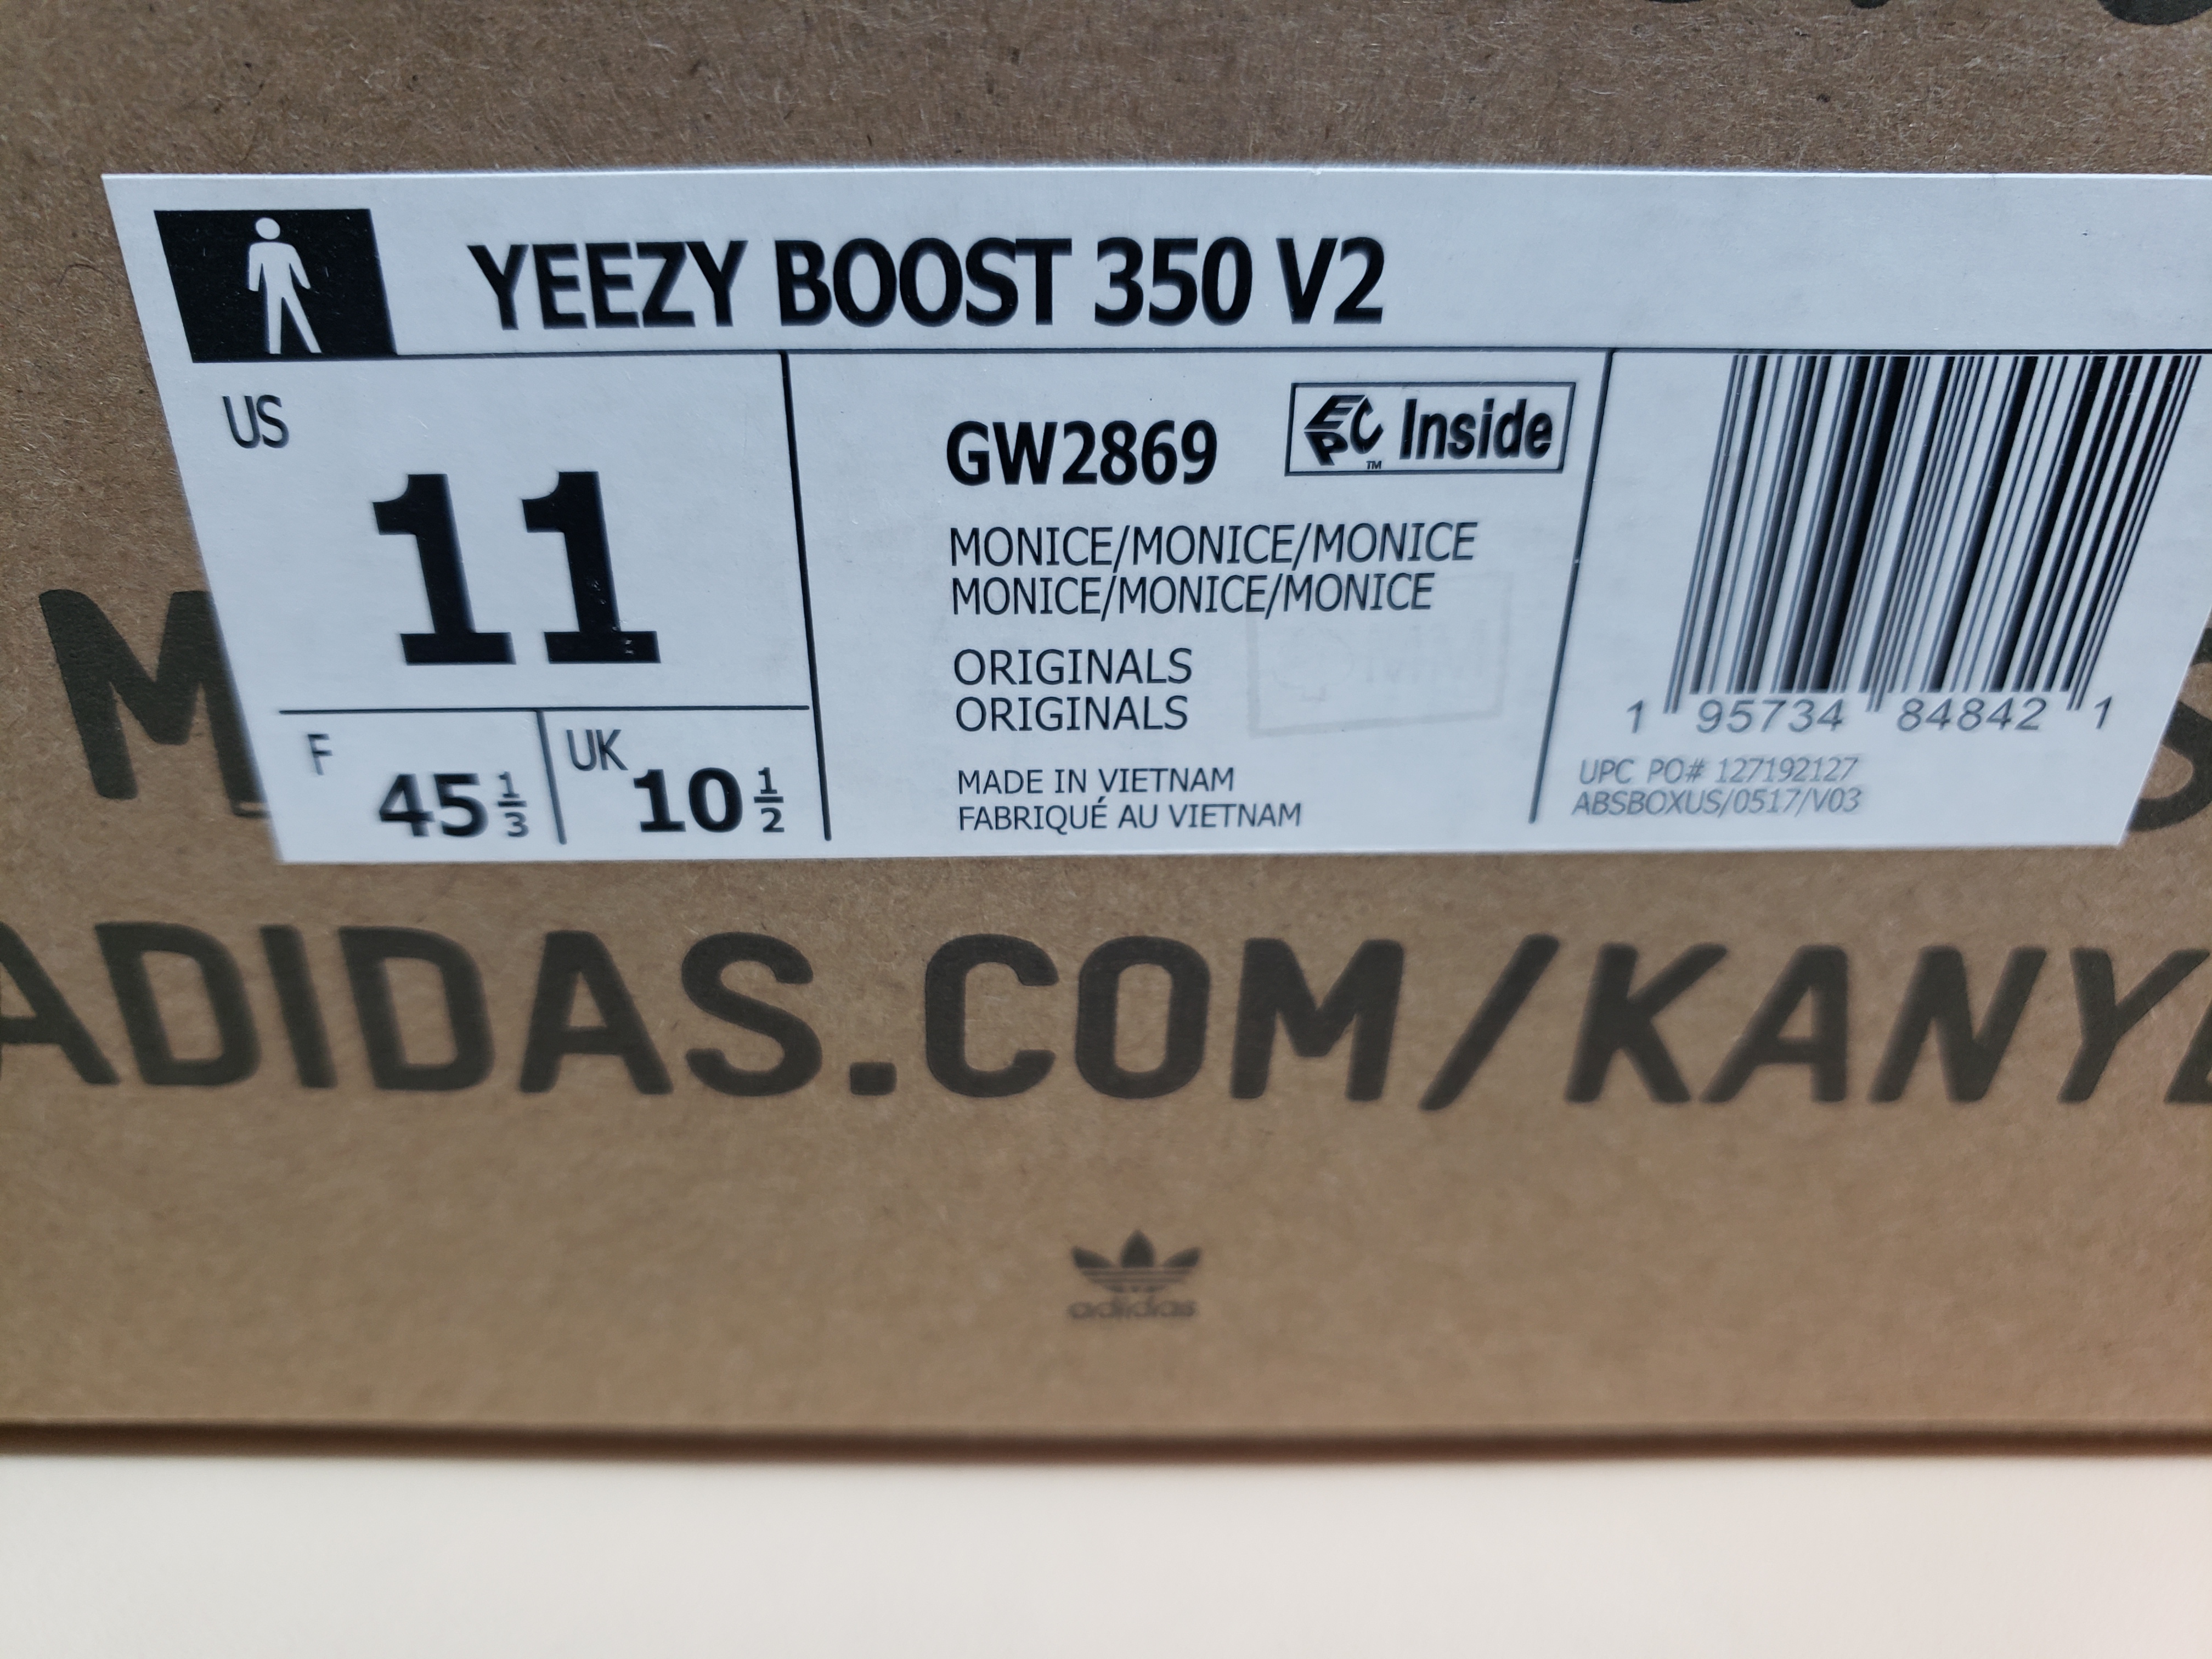 YEEZY BOOST 350 V2
US
11
F 45 1/3
UK 10 1/2
GW2869
EPC Inside
™
MONICE/MONICE/MONICE
MONICE/MONICE/MONICE
ORIGINALS
ORIGINALS
MADE IN VIETNAM
FABRIQUÉ AU VIETNAM
1 95734 84842 1
UPC PO# 127192127
ABSBOXUS/0517/V03
ADIDAS.COM/KANYE
adidas